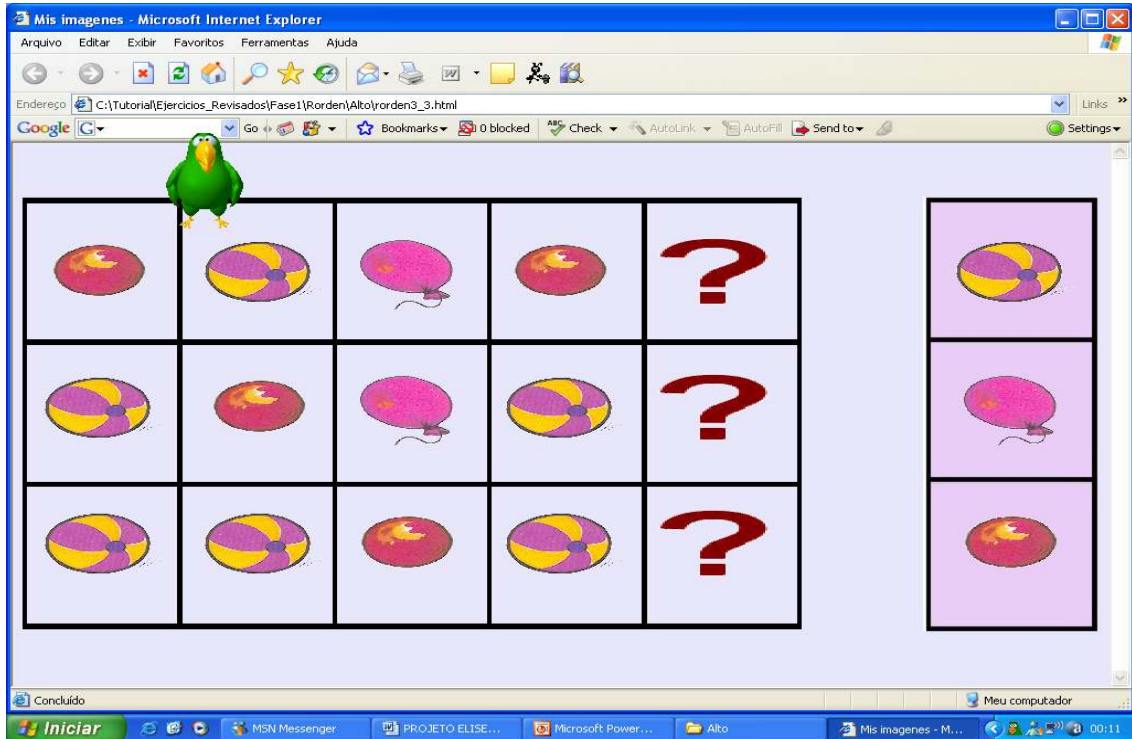 Mis imagenes - Microsoft Internet Explorer
Arquivo Editar Exibir Favoritos Ferramentas Ajuda
Endereço C:\Tutorial\Ejercicios_Revisados\Fase1\Rorden\Alto\rorden3_3.html Links »
Google G Go Bookmarks 0 blocked ABC Check AutoLink AutoFill Send to Settings
? 
?
?
Concluído Meu computador
Iniciar MSN Messenger PROJETO ELISE... Microsoft Power... Alto Mis imagenes - M... 00:11